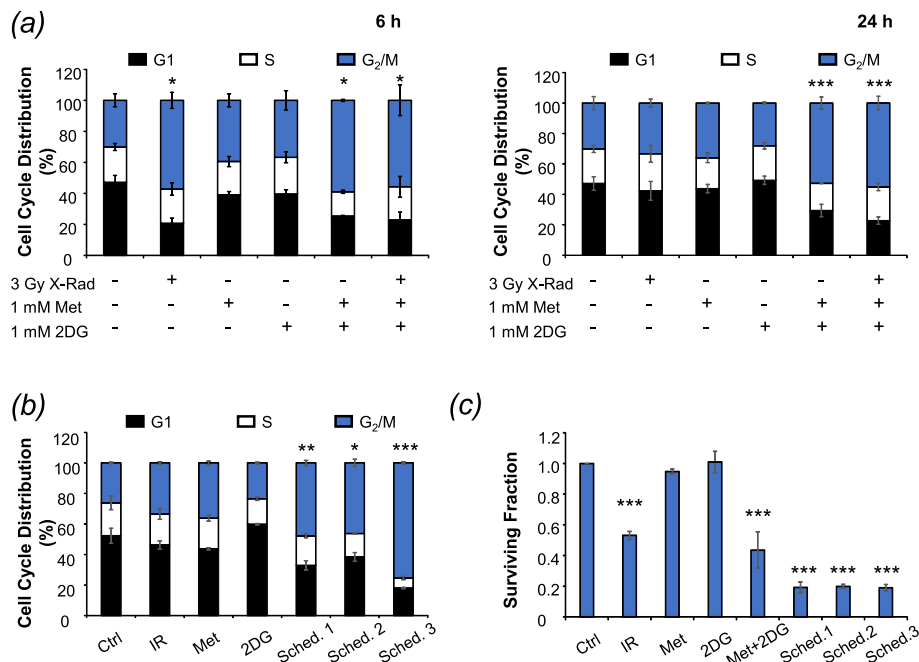 (a)
6 h
24 h
G1 S G2/M
G1 S G2/M
120
100
80
60
40
20
0
Cell Cycle Distribution
(%)
* * *
120
100
80
60
40
20
0
Cell Cycle Distribution
(%)
*** ***
3 Gy X-Rad - + - - - +
1 mM Met - - + - + +
1 mM 2DG - - - + + +
3 Gy X-Rad - + - - - +
1 mM Met - - + - + +
1 mM 2DG - - - + + +
(b)
G1 S G2/M
120
100
80
60
40
20
0
Cell Cycle Distribution
(%)
** * ***
Ctrl IR Met 2DG Sched. 1 Sched. 2 Sched. 3
(c)
1.2
1.0
0.8
0.6
0.4
0.2
0.0
Surviving Fraction
*** *** *** *** ***
Ctrl IR Met 2DG Met+2DG Sched.1 Sched.2 Sched.3